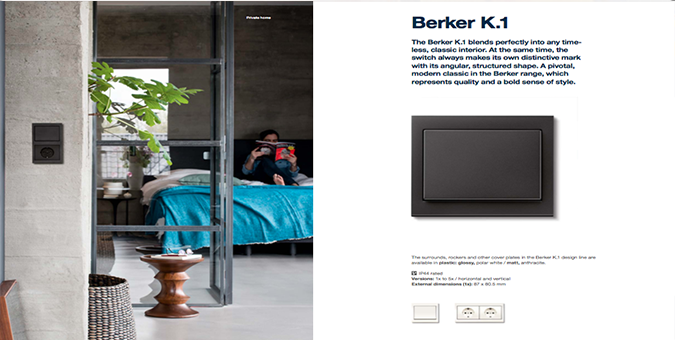 Private home
Berker K.1
The Berker K.1 blends perfectly into any time-
less, classic interior. At the same time, the
switch always makes its own distinctive mark
with its angular, structured shape. A pivotal,
modern classic in the Berker range, which
represents quality and a bold sense of style.
The surrounds, rockers and other cover plates in the Berker K.1 design line are
available in plastic: glossy, polar white / matt, anthracite.
IP44 rated
Versions: 1x to 5x / horizontal and vertical
External dimensions (1x): 87 x 80.5 mm